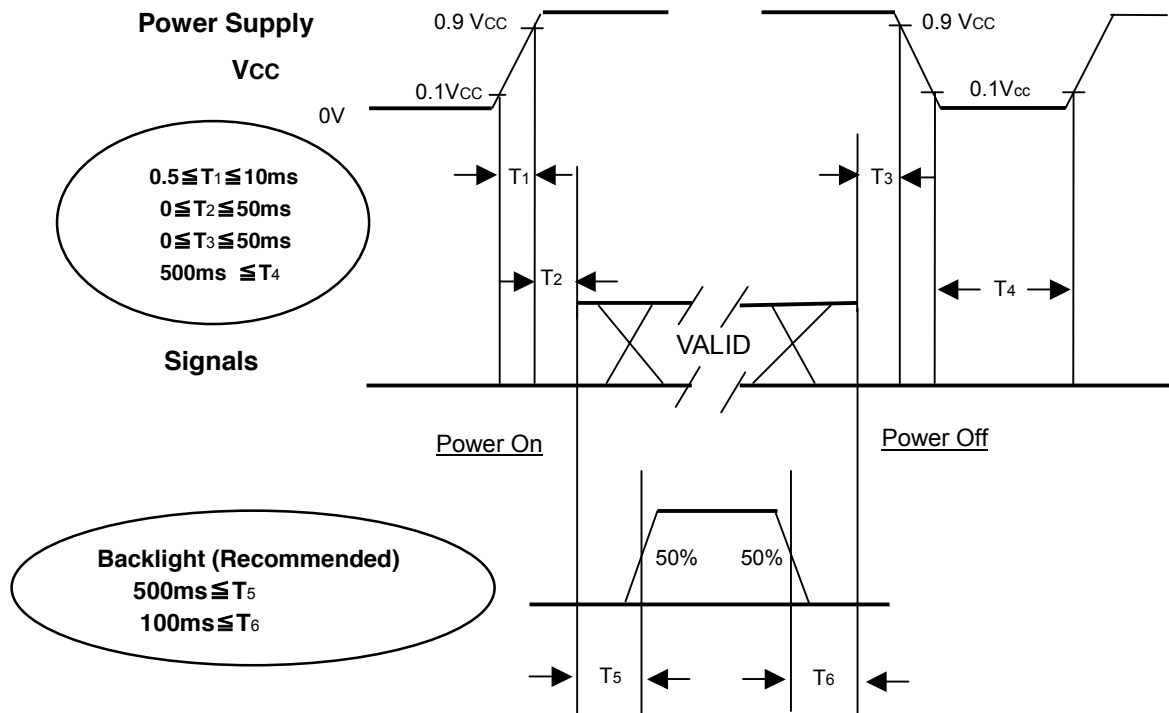 Power Supply
VCC
0.9 VCC
0.1VCC
0V
0.9 VCC
0.1Vcc
0.5≦T1≦10ms
0≦T2≦50ms
0≦T3≦50ms
500ms ≦T4
T1
T2
T3
T4
Signals
VALID
Power On
Power Off
Backlight (Recommended)
500ms≦T5
100ms≦T6
50%
50%
T5
T6